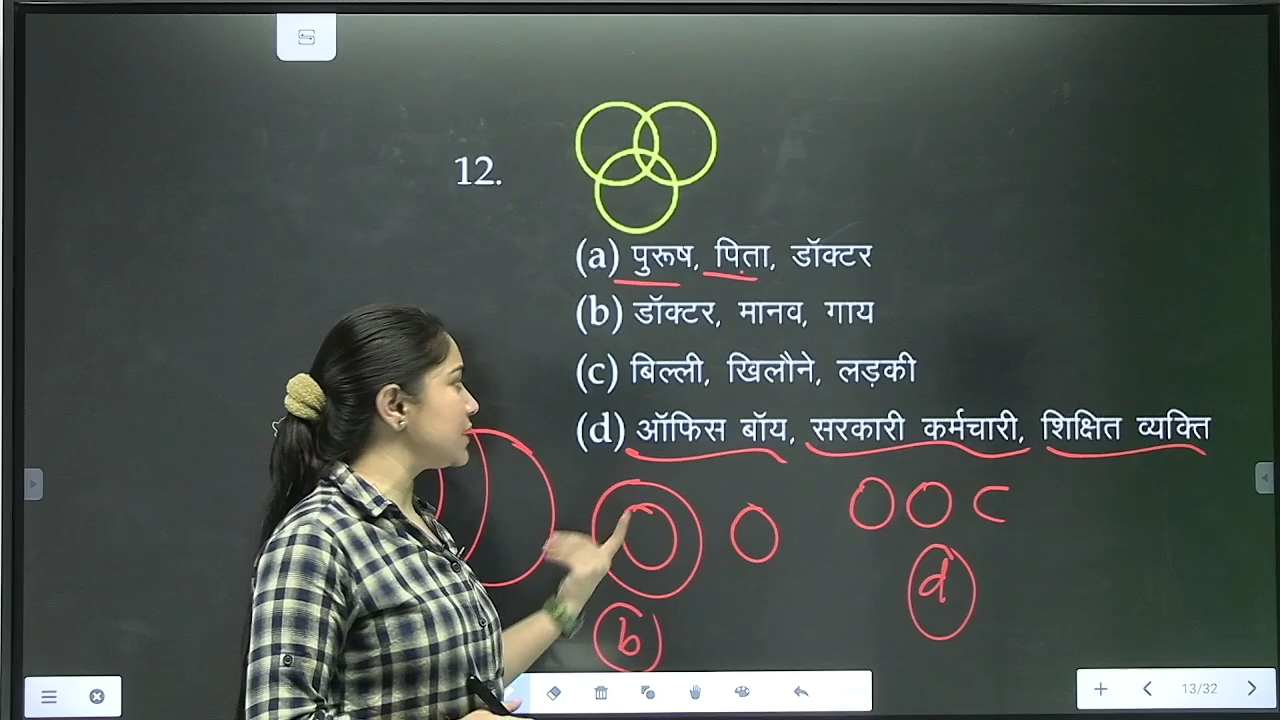 12.
(a) पुरूष, पिता, डॉक्टर
(b) डॉक्टर, मानव, गाय
(c) बिल्ली, खिलौने, लड़की
(d) ऑफिस बॉय, सरकारी कर्मचारी, शिक्षित व्यक्ति
b
d
13/32